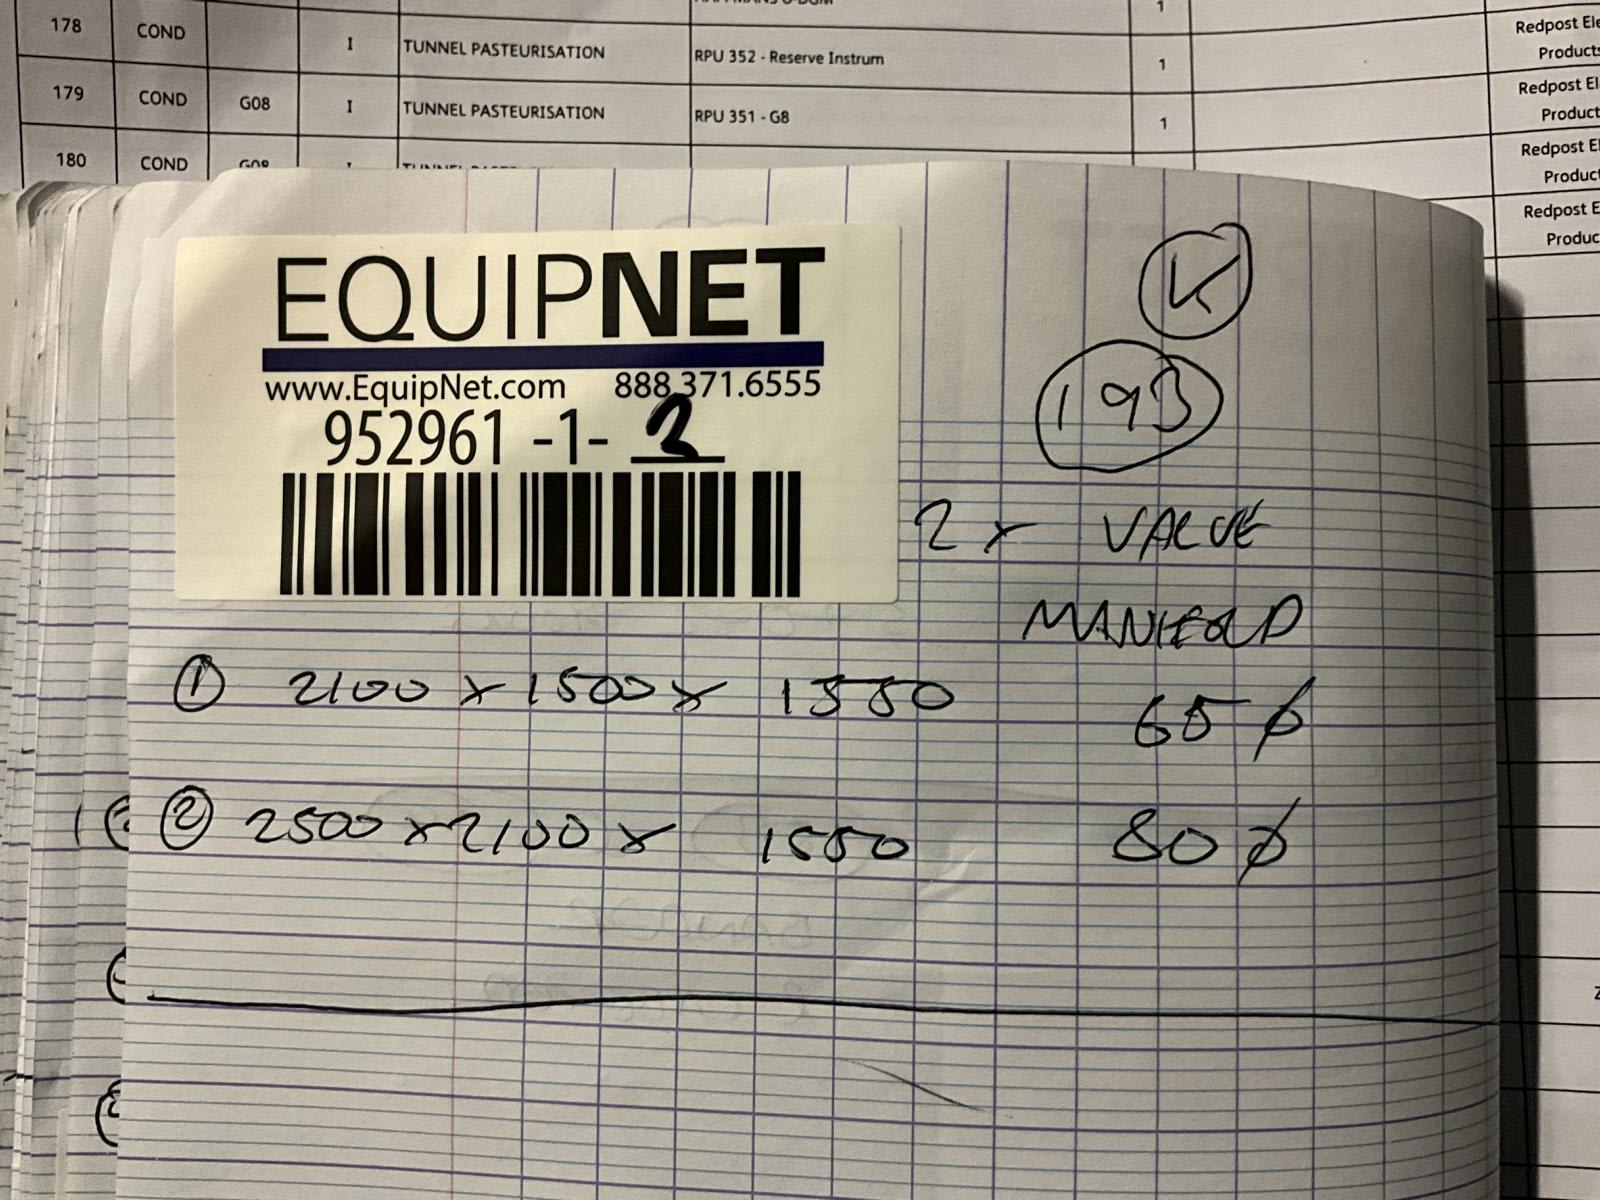 1
178 COND I TUNNEL PASTEURISATION RPU 352 - Reserve Instrum 1 Redpost Ele
Products
179 COND G08 I TUNNEL PASTEURISATION RPU 351 - G8 1 Redpost El
Product
180 COND Redpost E
Product
Redpost E
Produc
EQUIPNET
www.EquipNet.com 888.371.6555
952961 -1- 2
K
193
2 x VALVE
MANIFOLD
① 2100 x 1500 x 1550 65 ø
② 2500 x 2100 x 1550 80 ø